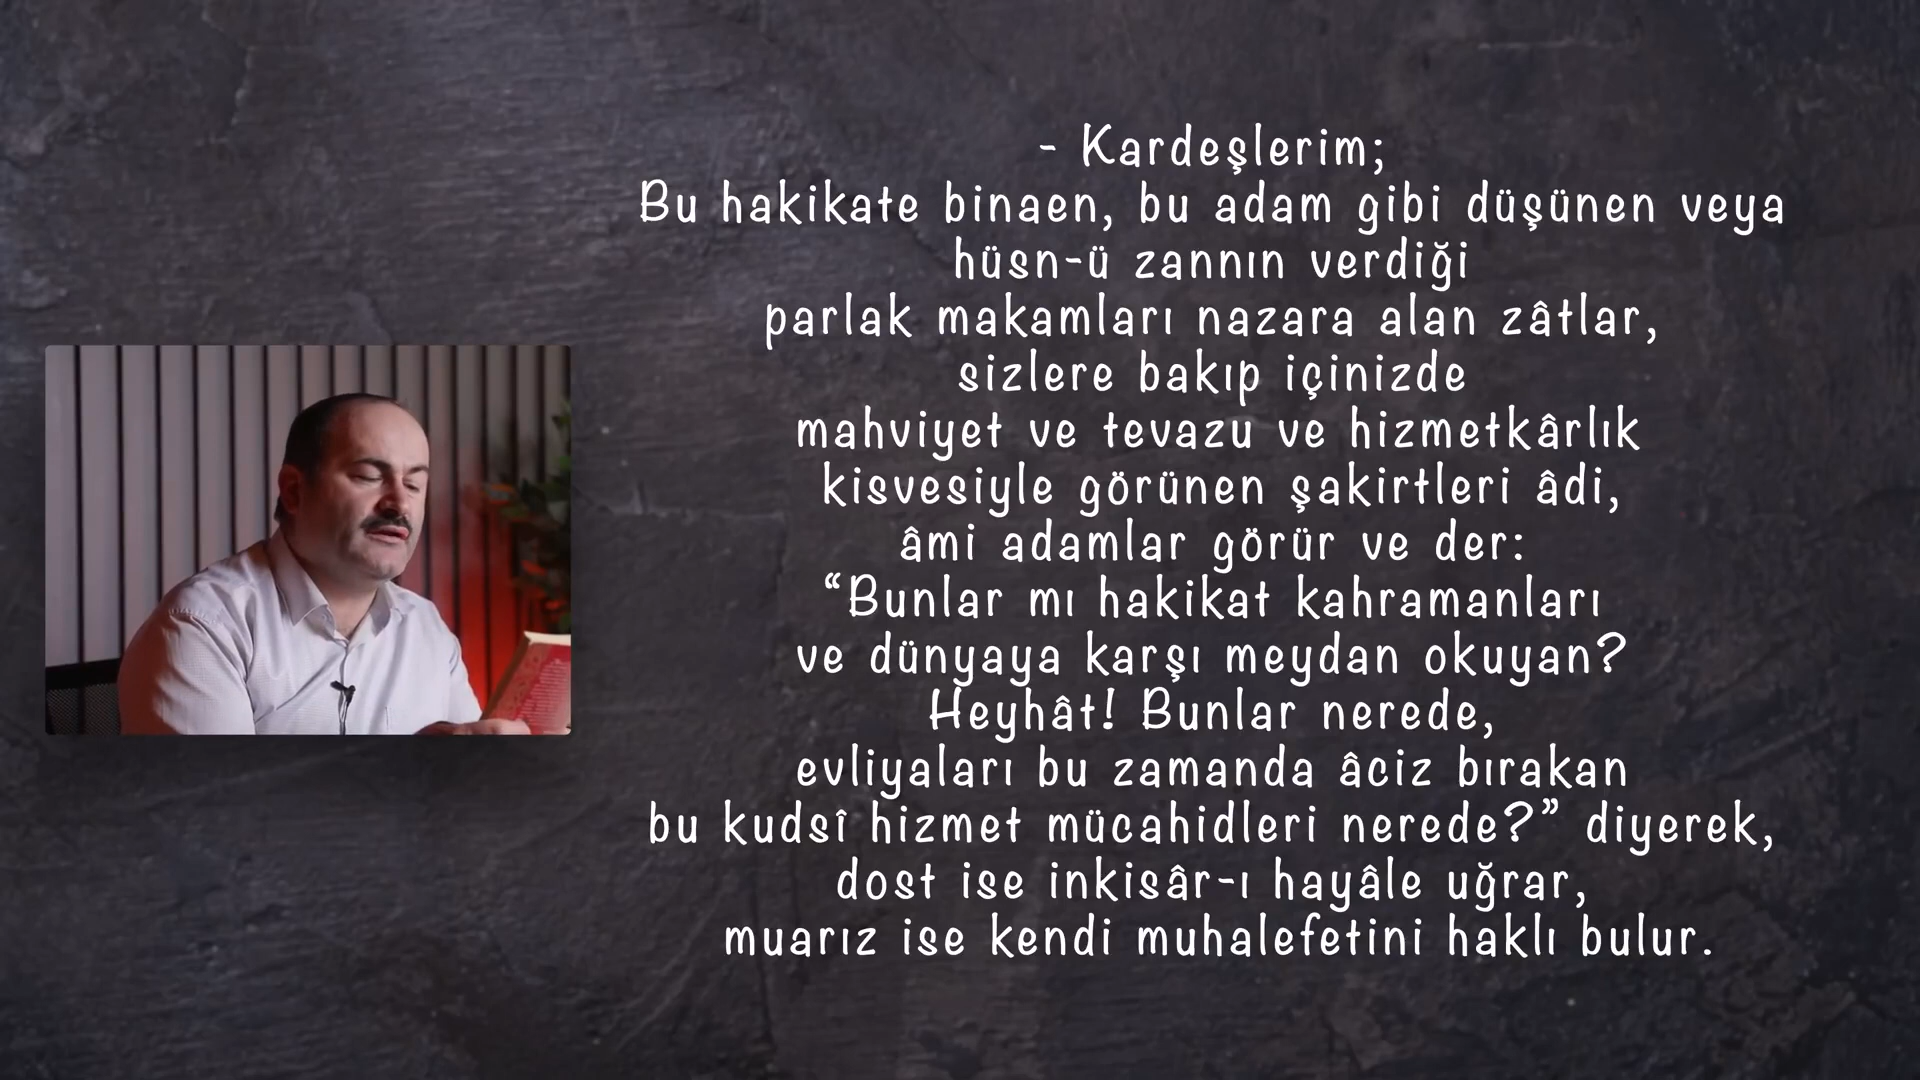 - Kardeşlerim;
Bu hakikate binaen, bu adam gibi düşünen veya
hüsn-ü zannın verdiği
parlak makamları nazara alan zâtlar,
sizlere bakıp içinizde
mahviyet ve tevazu ve hizmetkârlık
kisvesiyle görünen şakirtleri âdi,
âmi adamlar görür ve der:
“Bunlar mı hakikat kahramanları
ve dünyaya karşı meydan okuyan?
Heyhât! Bunlar nerede,
evliyaları bu zamanda âciz bırakan
bu kudsî hizmet mücahidleri nerede?” diyerek,
dost ise inkisâr-ı hayâle uğrar,
muarız ise kendi muhalefetini haklı bulur.